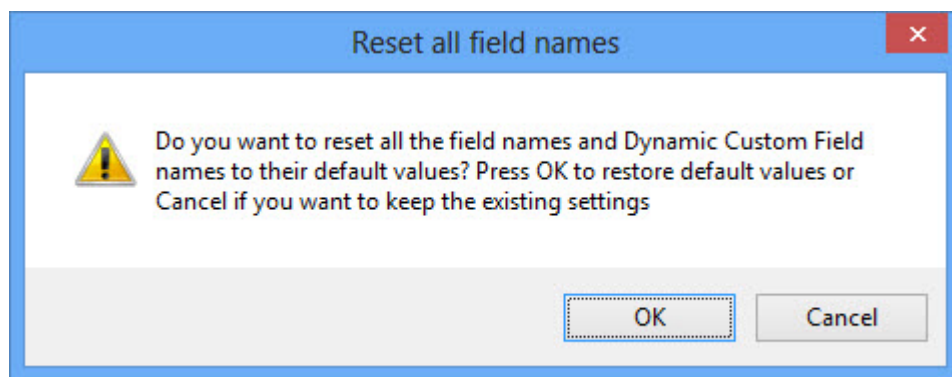 Reset all field names
Do you want to reset all the field names and Dynamic Custom Field
names to their default values? Press OK to restore default values or
Cancel if you want to keep the existing settings
OK
Cancel